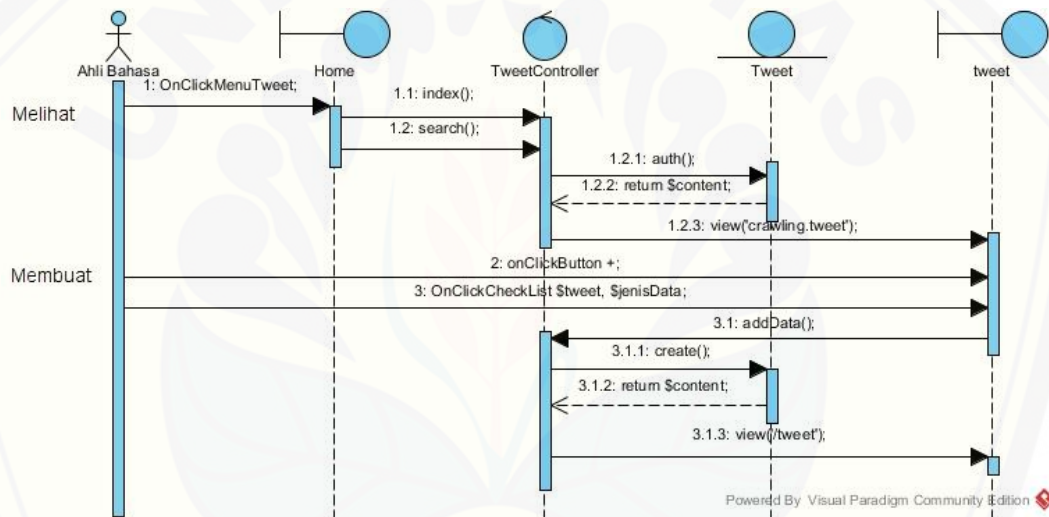 Ahli Bahasa
Home
TweetController
Tweet
tweet
Melihat
1: OnClickMenuTweet;
1.1: index();
1.2: search();
1.2.1: auth();
1.2.2: return $content;
1.2.3: view("crawling.tweet");
Membuat
2: onClickButton +;
3: OnClickCheckList $tweet, $jenisData;
3.1: addData();
3.1.1: create();
3.1.2: return $content;
3.1.3: view("/tweet");
Powered By Visual Paradigm Community Edition